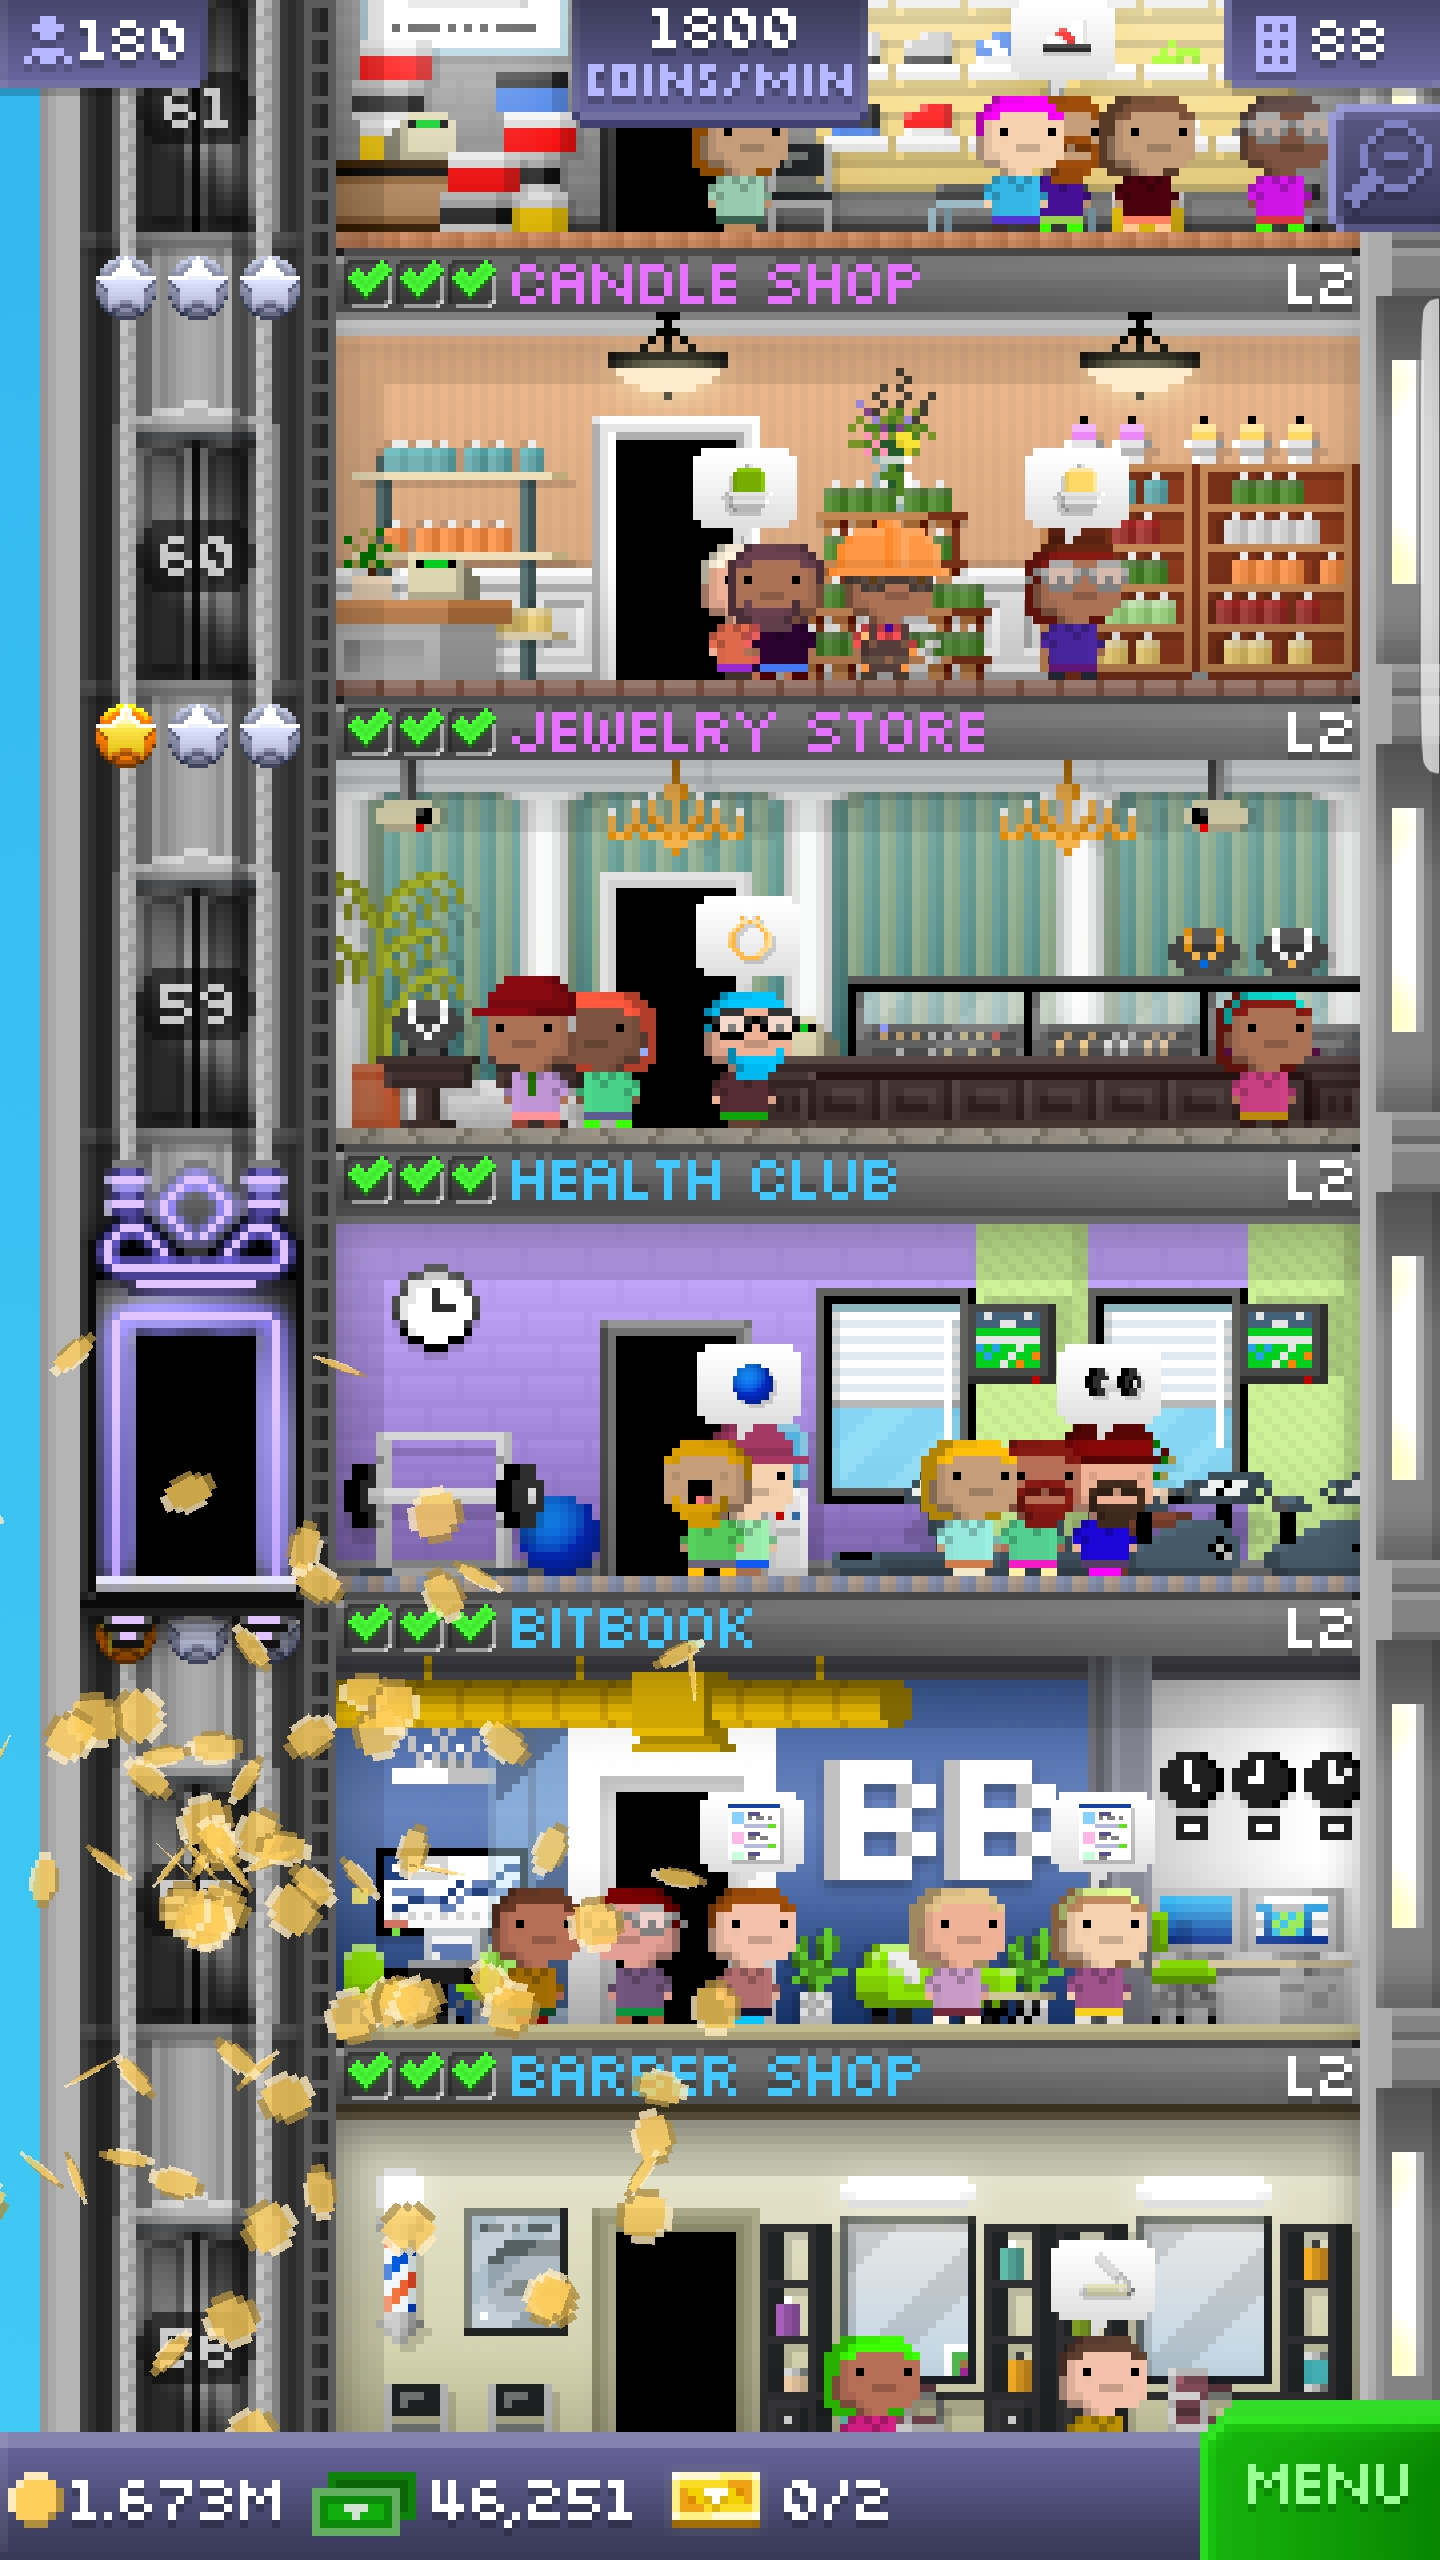 180
1800
COINS/MIN
88
61
CANDLE SHOP
L2
60
JEWELRY STORE
L2
59
HEALTH CLUB
L2
BITBOOK
L2
BB
BARBER SHOP
L2
1.673M
46,251
0/2
MENU